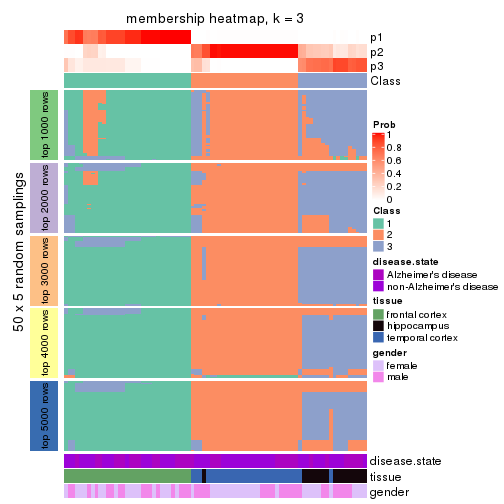 membership heatmap, k = 3
p1
p2
p3
Class
50 x 5 random samplings
top 1000 rows
top 2000 rows
top 3000 rows
top 4000 rows
top 5000 rows
disease.state
tissue
gender
Prob
1
0.8
0.6
0.4
0.2
0
Class
1
2
3
disease.state
Alzheimer's disease
non-Alzheimer's disease
tissue
frontal cortex
hippocampus
temporal cortex
gender
female
male